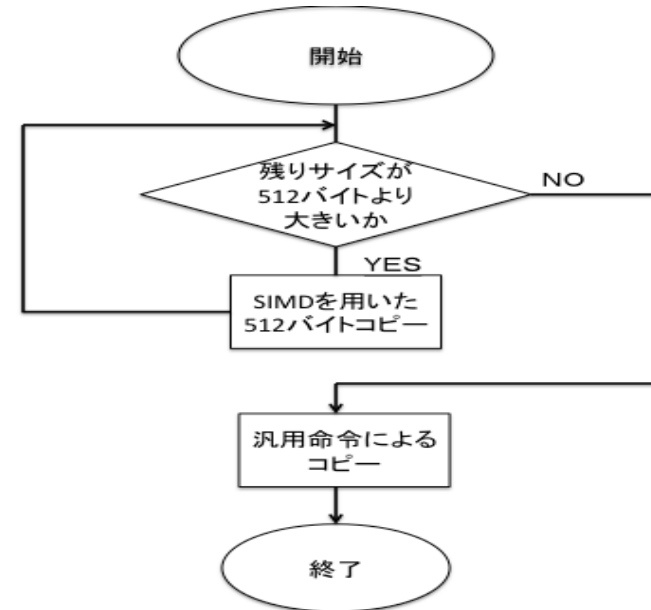 開始
残りサイズが
512バイトより
大きいか
NO
YES
SIMDを用いた
512バイトコピー
汎用命令による
コピー
終了